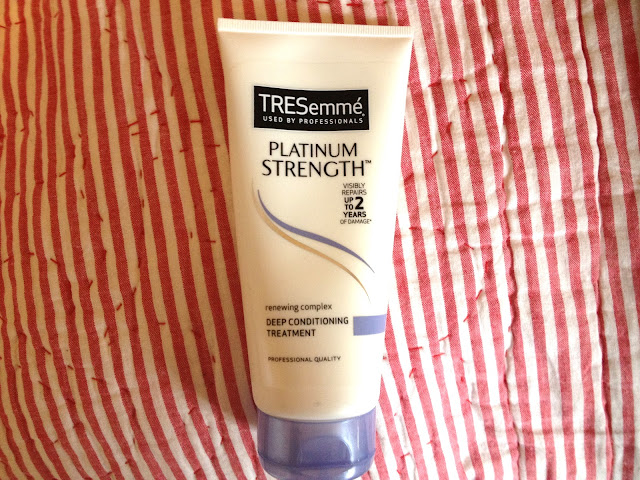 TRESemmé
USED BY PROFESSIONALS
PLATINUM
STRENGTH™
VISIBLY
REPAIRS
UP
TO 2
YEARS
OF DAMAGE*
renewing complex
DEEP CONDITIONING
TREATMENT
PROFESSIONAL QUALITY